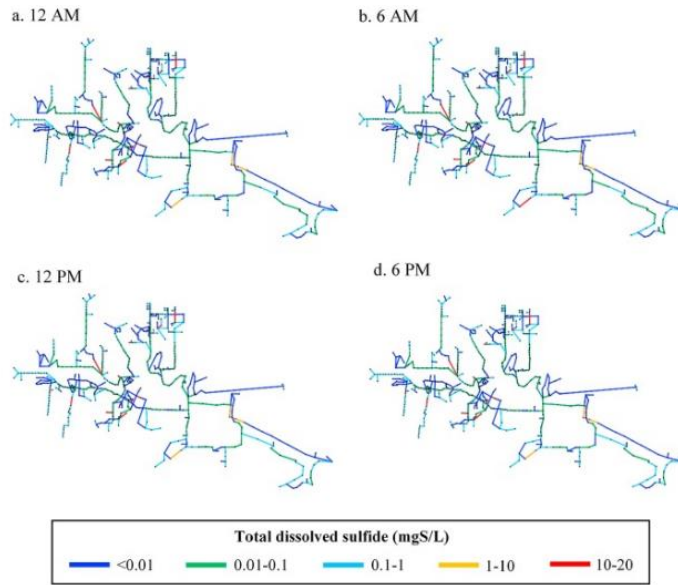 a. 12 AM
b. 6 AM
c. 12 PM
d. 6 PM
Total dissolved sulfide (mgS/L)
<0.01 0.01-0.1 0.1-1 1-10 10-20